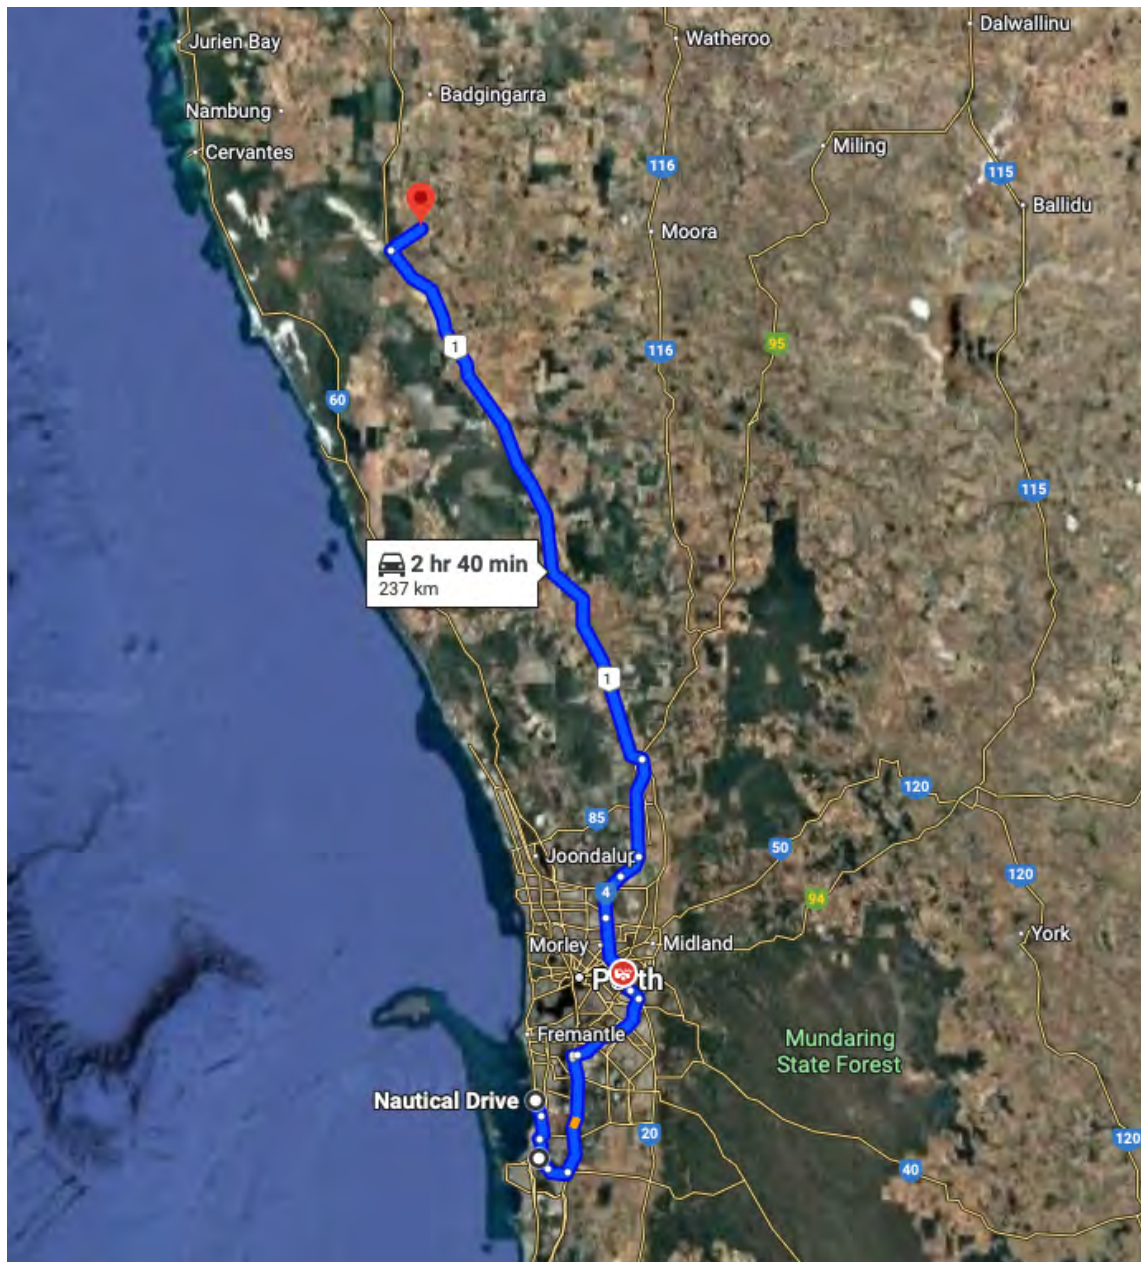 Jurien Bay
Dalwallinu
Watheroo
Badgingarra
Nambung
Cervantes
Miling
116
115
Ballidu
Moora
1
116
95
60
115
2 hr 40 min
237 km
1
120
85
50
Joondalup
120
4
94
York
Morley
Midland
Perth
Fremantle
Mundaring
State Forest
Nautical Drive
20
120
40